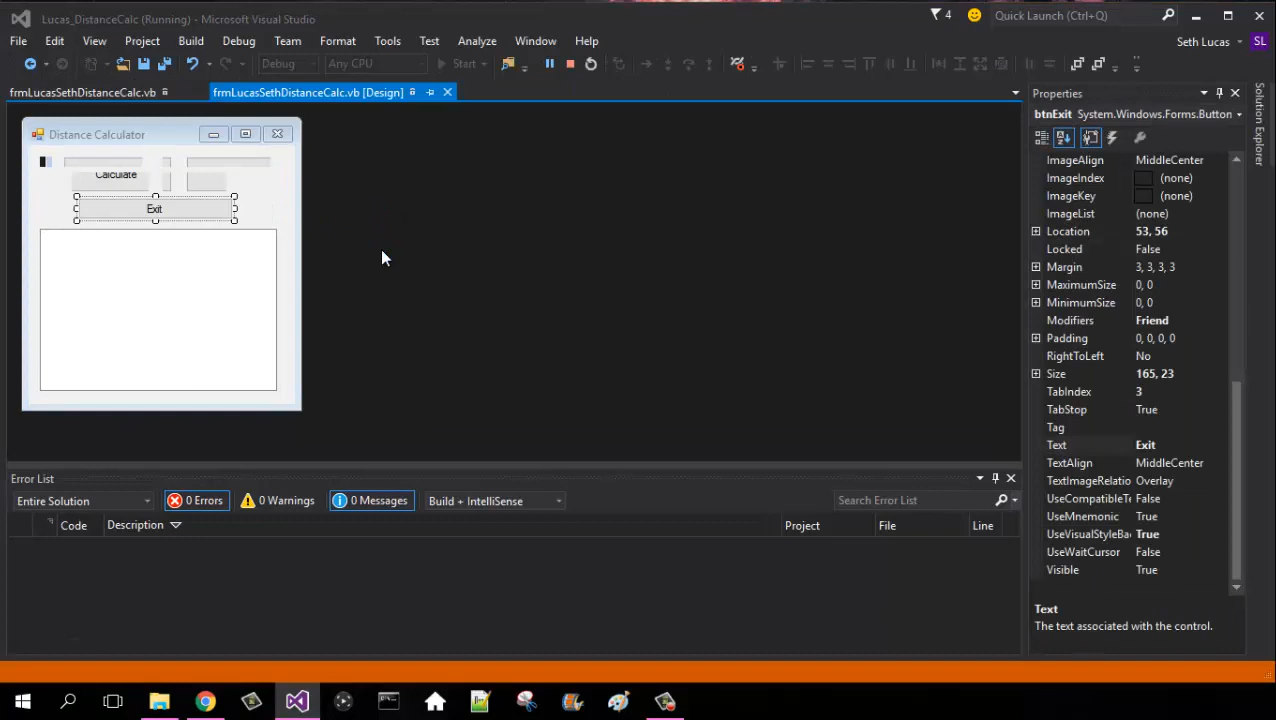 Lucas_DistanceCalc (Running) - Microsoft Visual Studio
4
Quick Launch (Ctrl+Q)
File Edit View Project Build Debug Team Format Tools Test Analyze Window Help
Seth Lucas SL
Debug Any CPU Start
frmLucasSethDistanceCalc.vb
frmLucasSethDistanceCalc.vb [Design]
Distance Calculator
Calculate
Exit
Properties
btnExit System.Windows.Forms.Button
ImageAlign MiddleCenter
ImageIndex (none)
ImageKey (none)
ImageList (none)
Location 53, 56
Locked False
Margin 3, 3, 3, 3
MaximumSize 0, 0
MinimumSize 0, 0
Modifiers Friend
Padding 0, 0, 0, 0
RightToLeft No
Size 165, 23
TabIndex 3
TabStop True
Tag
Text Exit
TextAlign MiddleCenter
TextImageRelatio Overlay
UseCompatibleTe False
UseMnemonic True
UseVisualStyleBac True
UseWaitCursor False
Visible True
Text
The text associated with the control.
Solution Explorer
Error List
Entire Solution 0 Errors 0 Warnings 0 Messages Build + IntelliSense Search Error List
Code Description Project File Line